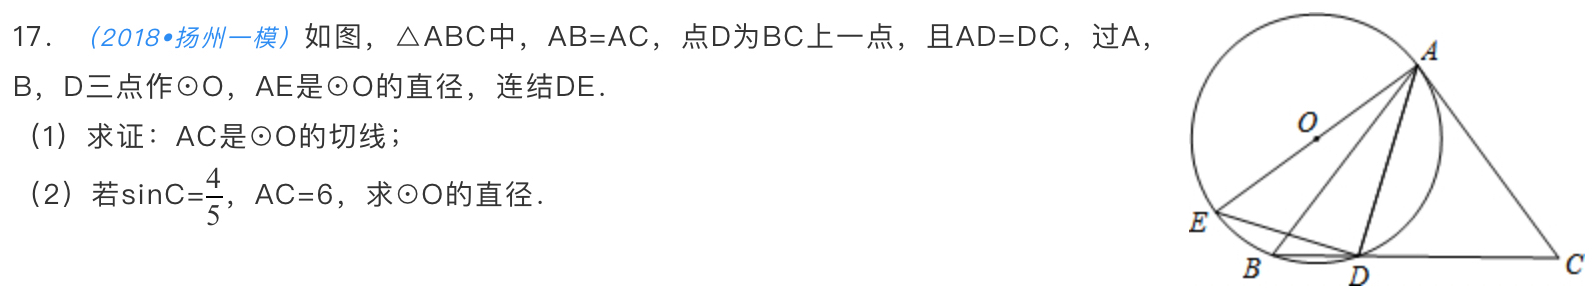 17. （2018•扬州一模）如图，△ABC中，AB=AC，点D为BC上一点，且AD=DC，过A，
B，D三点作⊙O，AE是⊙O的直径，连结DE．
（1）求证：AC是⊙O的切线；
（2）若sinC=4/5，AC=6，求⊙O的直径．
A
O
E
B
D
C